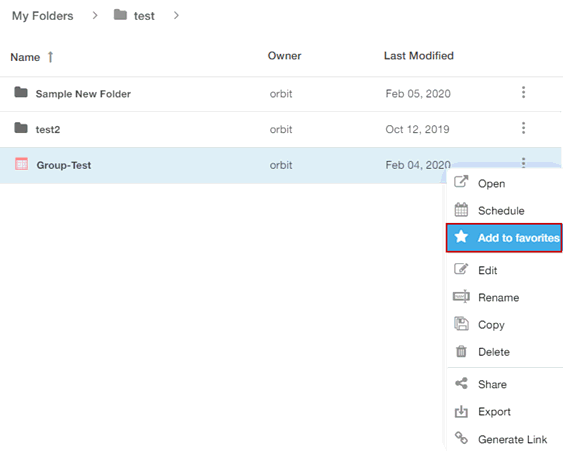 My Folders > test >
Name ↑ Owner Last Modified
Sample New Folder orbit Feb 05, 2020
test2 orbit Oct 12, 2019
Group-Test orbit Feb 04, 2020
Open
Schedule
Add to favorites
Edit
Rename
Copy
Delete
Share
Export
Generate Link